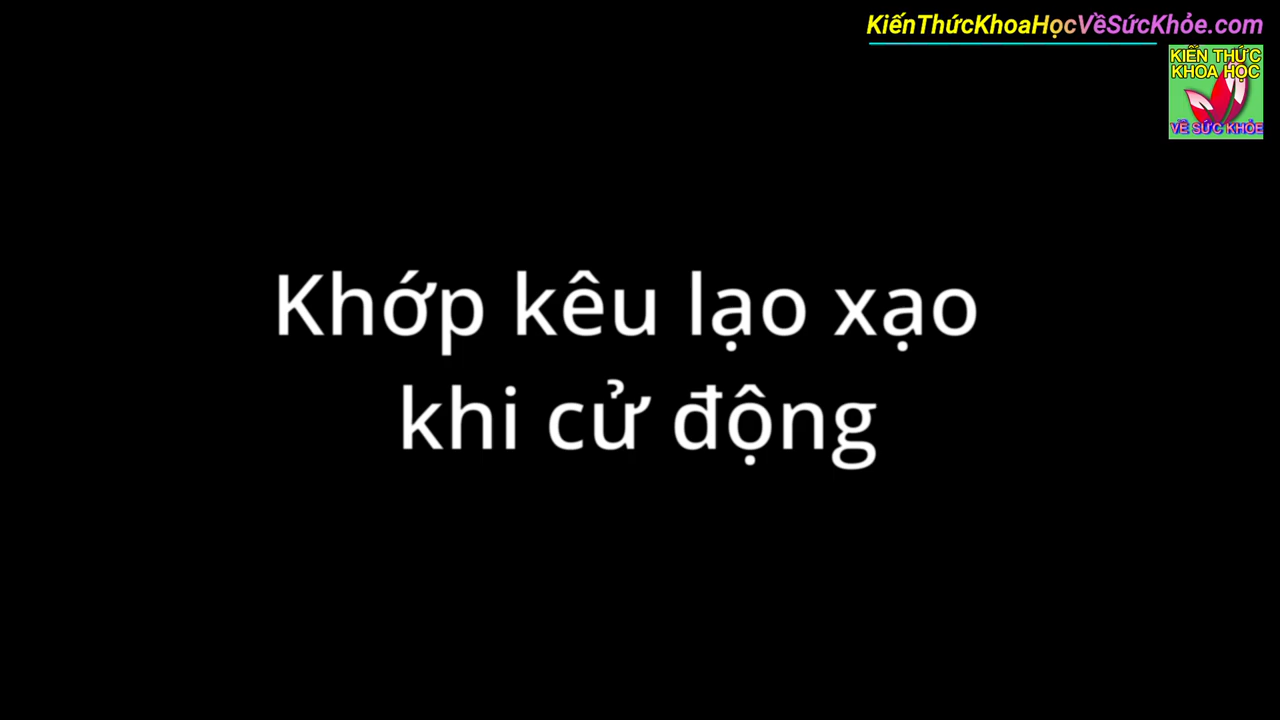 KiếnThứcKhoaHọcVềSứcKhỏe.com
KIẾN THỨC
KHOA HỌC
VỀ SỨC KHỎE
Khớp kêu lạo xạo
khi cử động